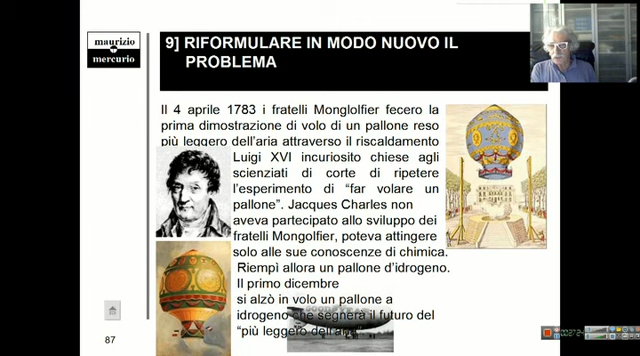 maurizio
mercurio
9] RIFORMULARE IN MODO NUOVO IL
PROBLEMA
Il 4 aprile 1783 i fratelli Monglolfier fecero la
prima dimostrazione di volo di un pallone reso
più leggero dell'aria attraverso il riscaldamento
Luigi XVI incuriosito chiese agli
scienziati di corte di ripetere
l'esperimento di "far volare un
pallone". Jacques Charles non
aveva partecipato allo sviluppo dei
fratelli Mongolfier, poteva attingere
solo alle sue conoscenze di chimica.
Riempì allora un pallone d'idrogeno.
Il primo dicembre
si alzò in volo un pallone a
idrogeno che segnerà il futuro del
"più leggero dell'aria"
87